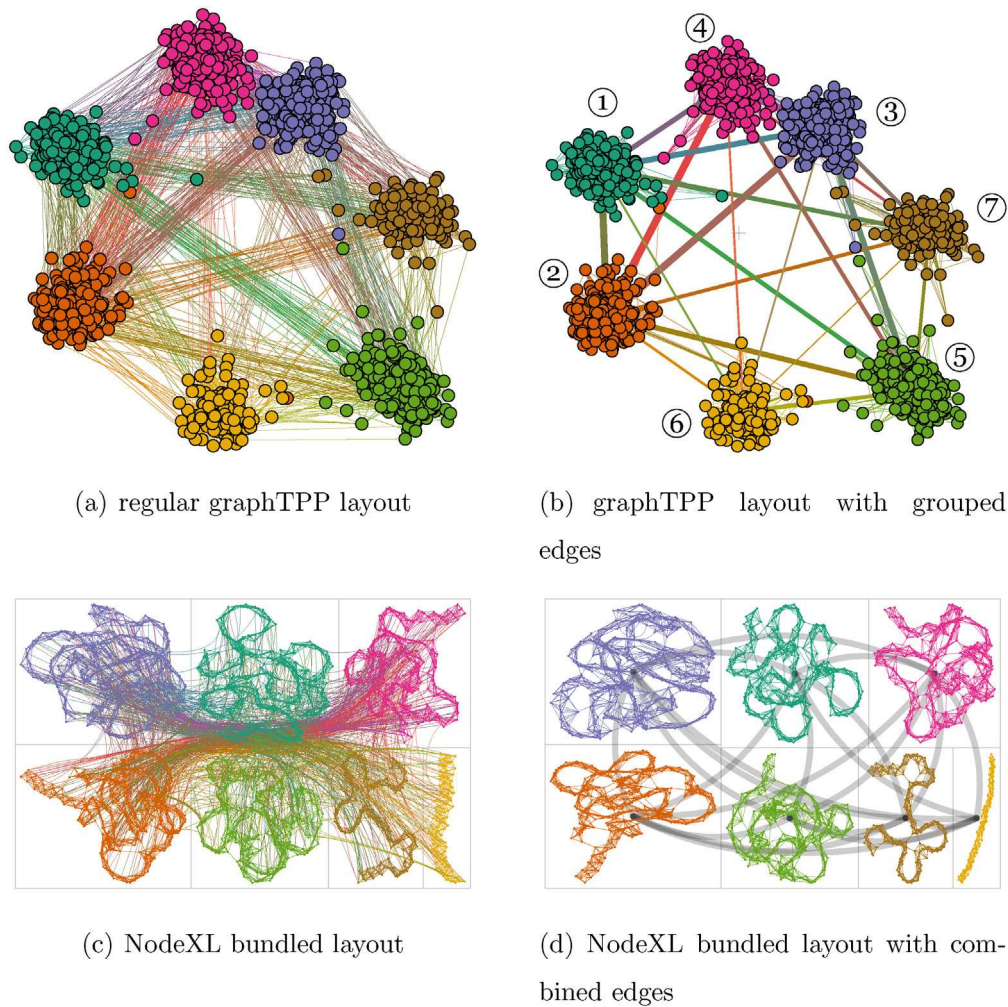 ④
①
③
⑦
②
⑤
⑥
(a) regular graphTPP layout
(b) graphTPP layout with grouped
edges
(c) NodeXL bundled layout
(d) NodeXL bundled layout with com-
bined edges